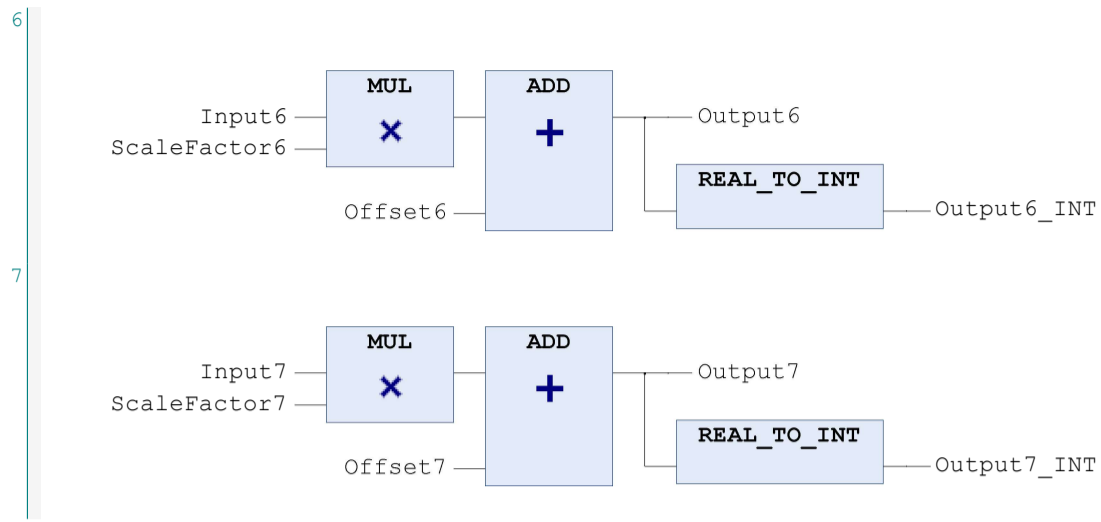 6
MUL
ADD
Input6
Output6
ScaleFactor6
REAL_TO_INT
Offset6
Output6_INT
7
MUL
ADD
Input7
Output7
ScaleFactor7
REAL_TO_INT
Offset7
Output7_INT